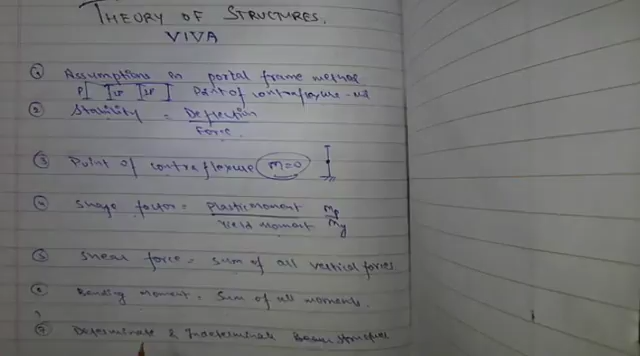 THEORY OF STRUCTURES.
VIVA
① Assumptions in portal frame method
P 2P 2P Point of contraflexure
② Stability = Deflection
Force.
③ Point of contraflexure M=0
④ Shape factor = Plastic moment Mp
Yield moment My
⑤ Shear force = Sum of all vertical forces
⑥ Bending moment = Sum of all moments.
⑦ Determinate & Indeterminate Beam